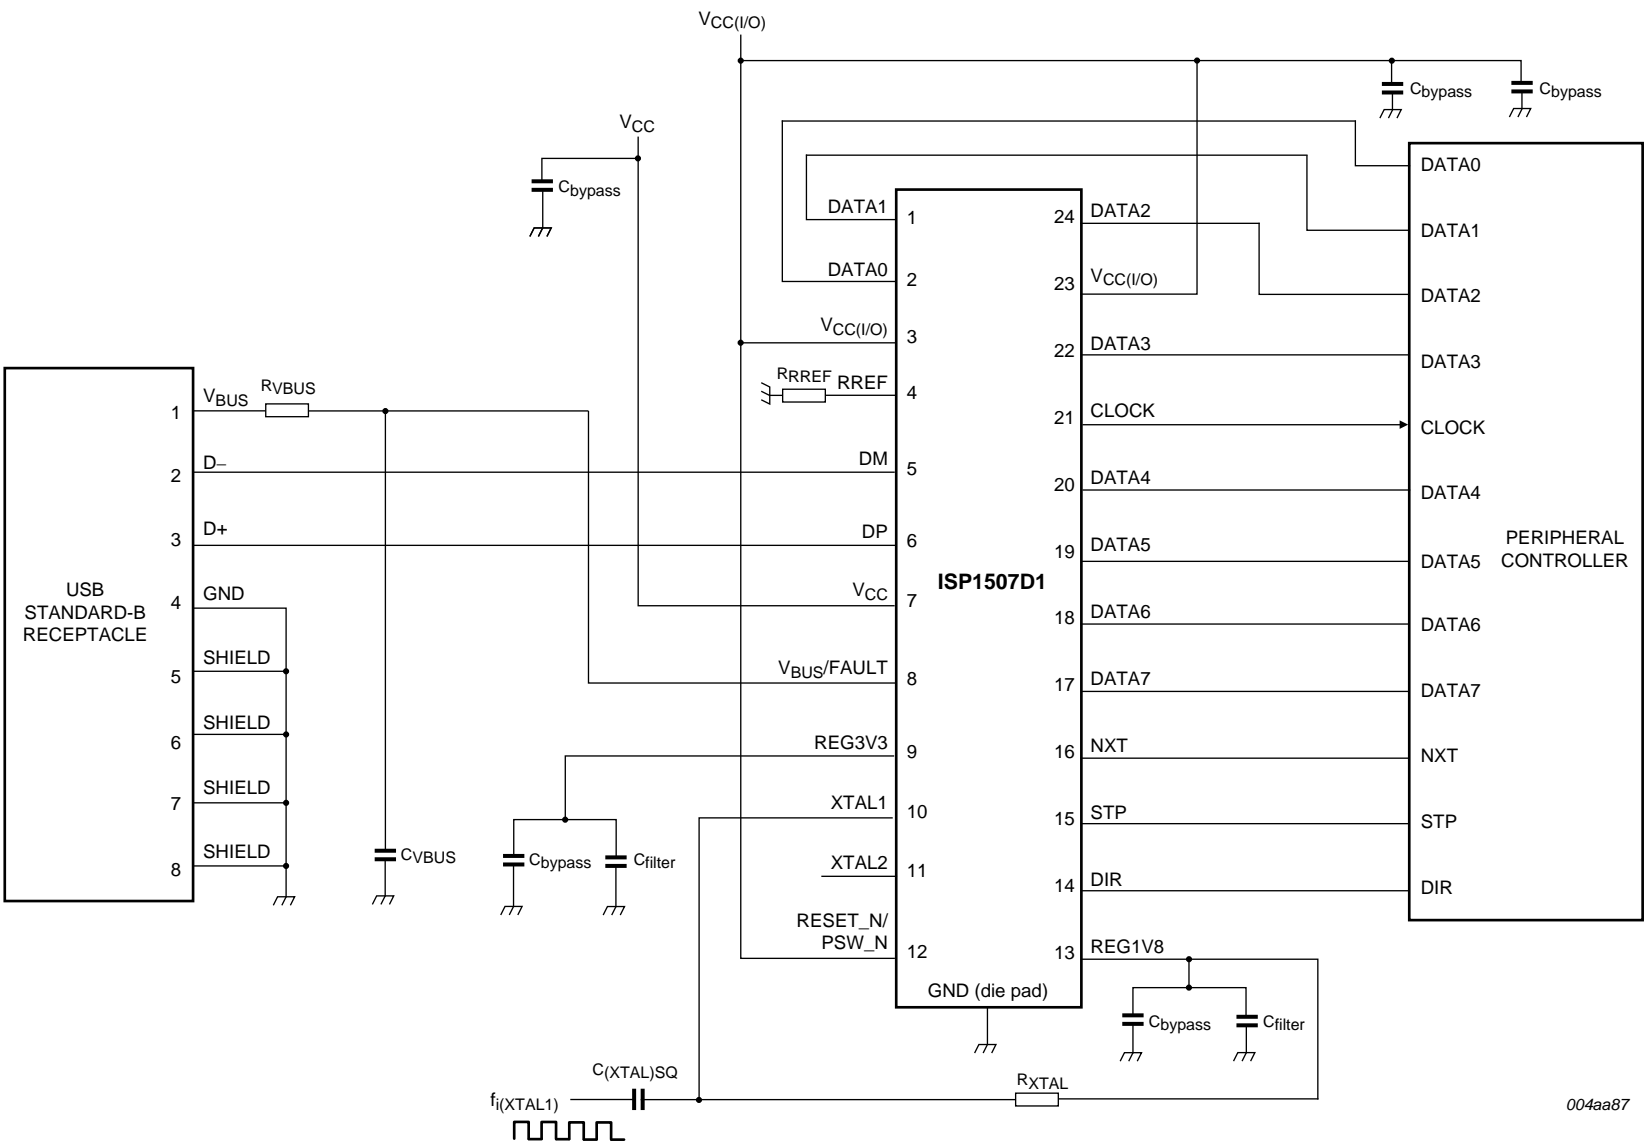 VCC(I/O)
Cbypass
Cbypass
VCC
Cbypass
DATA1
1
DATA0
2
VCC(I/O)
3
RRREF
RREF
4
DM
5
DP
6
VCC
7
VBUS/FAULT
8
REG3V3
9
XTAL1
10
XTAL2
11
RESET_N/
PSW_N
12
ISP1507D1
GND (die pad)
24
DATA2
23
VCC(I/O)
22
DATA3
21
CLOCK
20
DATA4
19
DATA5
18
DATA6
17
DATA7
16
NXT
15
STP
14
DIR
13
REG1V8
DATA0
DATA1
DATA2
DATA3
CLOCK
DATA4
DATA5
DATA6
DATA7
NXT
STP
DIR
PERIPHERAL
CONTROLLER
USB
STANDARD-B
RECEPTACLE
1
VBUS
RVBUS
2
D–
3
D+
4
GND
5
SHIELD
6
SHIELD
7
SHIELD
8
SHIELD
CVBUS
Cbypass
Cfilter
Cbypass
Cfilter
C(XTAL)SQ
fi(XTAL1)
RXTAL
004aa87